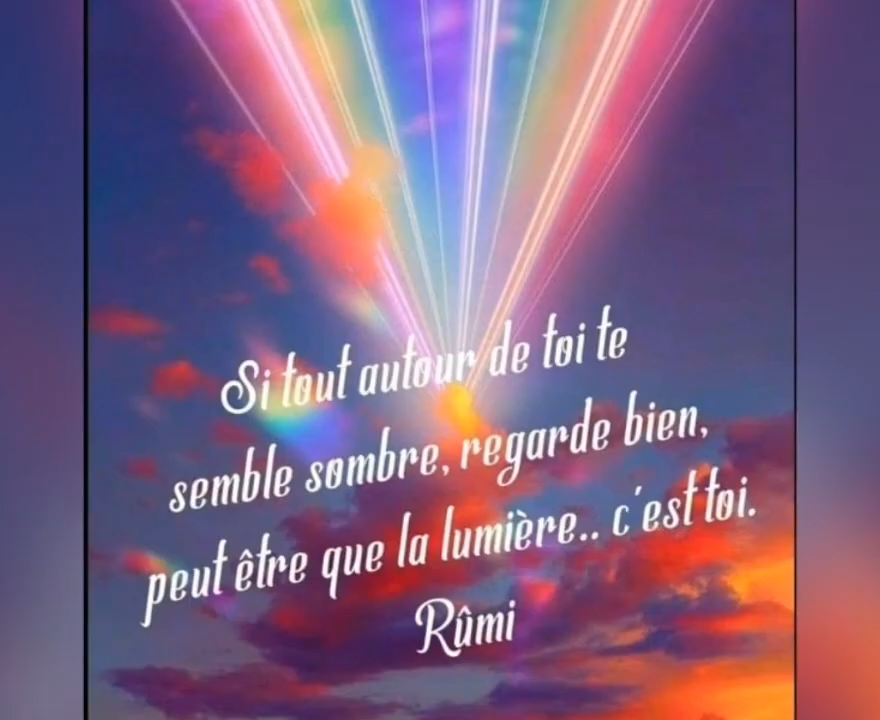 Si tout autour de toi te
semble sombre, regarde bien,
peut être que la lumière.. c'est toi.
Rûmi